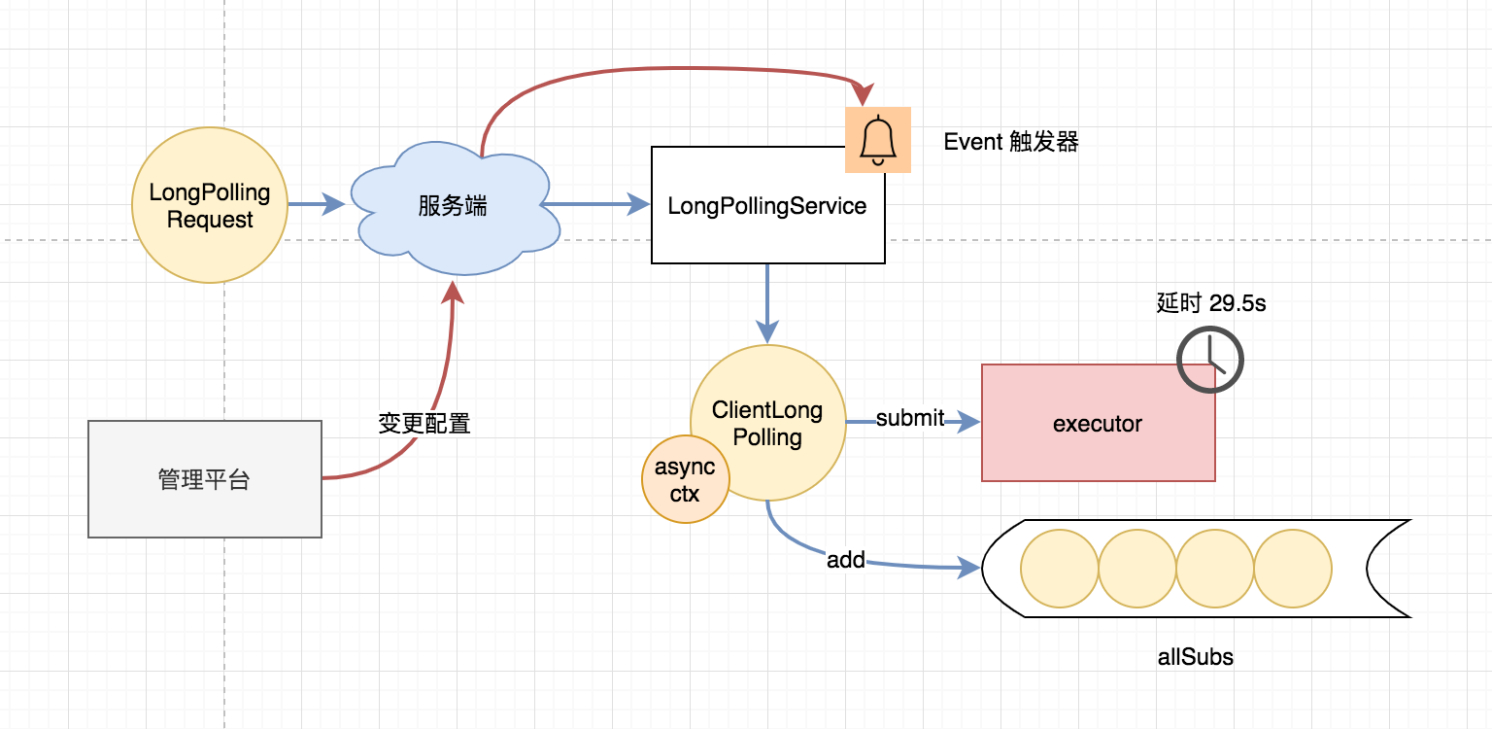 Event 触发器
LongPolling
Request
服务端
LongPollingService
延时 29.5s
ClientLong
Polling
submit
executor
变更配置
管理平台
async
ctx
add
allSubs